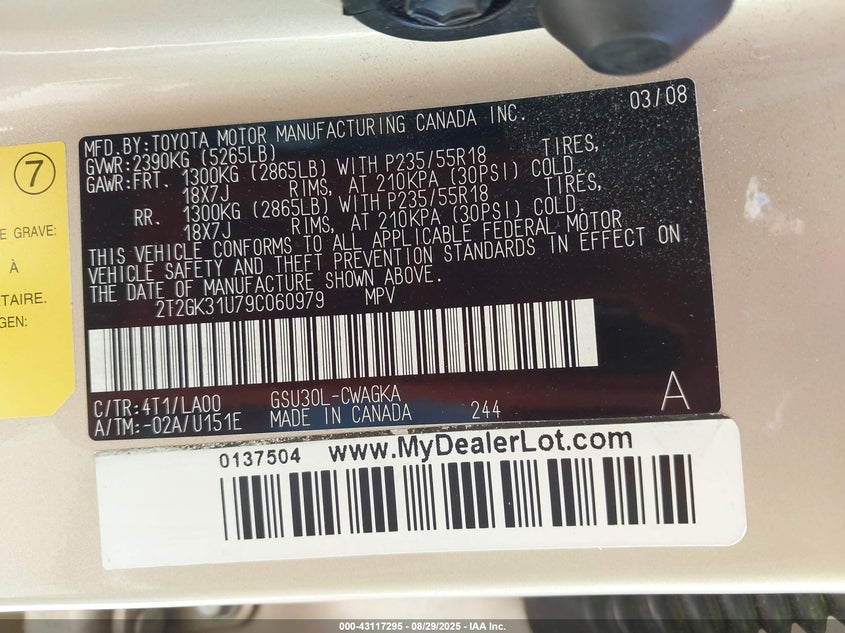 03/08
MFD.BY:TOYOTA MOTOR MANUFACTURING CANADA INC.
GVWR:2390KG (5265LB)
GAWR:FRT. 1300KG (2865LB) WITH P235/55R18 TIRES,
18X7J RIMS, AT 210KPA (30PSI) COLD.
RR. 1300KG (2865LB) WITH P235/55R18 TIRES,
18X7J RIMS, AT 210KPA (30PSI) COLD.
THIS VEHICLE CONFORMS TO ALL APPLICABLE FEDERAL MOTOR
VEHICLE SAFETY AND THEFT PREVENTION STANDARDS IN EFFECT ON
THE DATE OF MANUFACTURE SHOWN ABOVE.
2T2GK31U79C060979 MPV
C/TR:4T1/LA00 GSU30L-CWAGKA
A/TM:-02A/U151E MADE IN CANADA 244
A
7
E GRAVE:
À
TAIRE.
GEN:
0137504 www.MyDealerLot.com
000-43117295 - 08/29/2025 - IAA Inc.